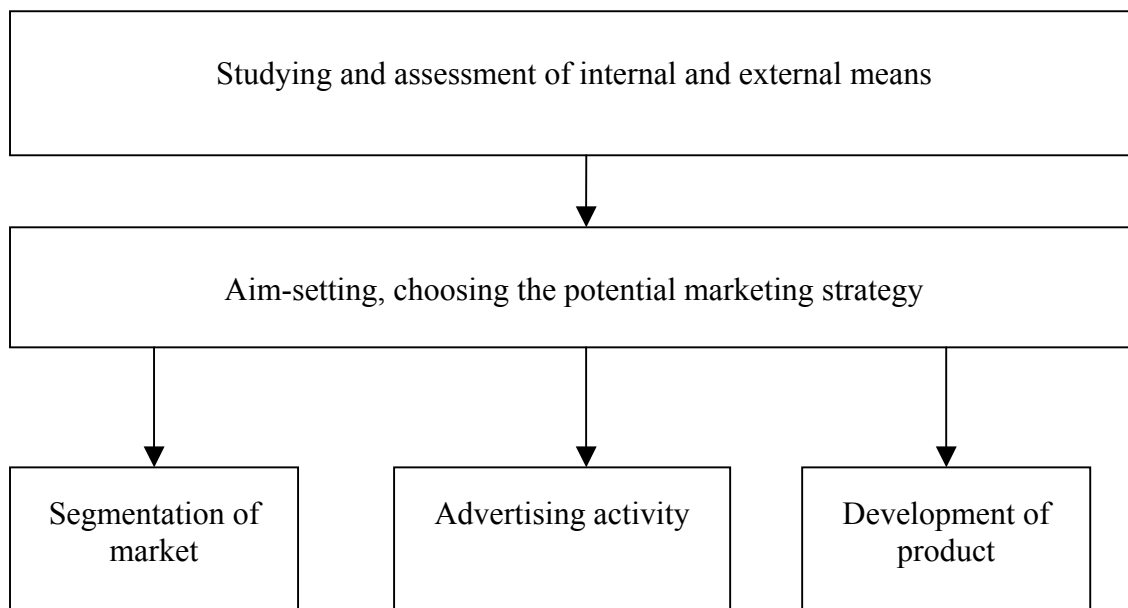 Studying and assessment of internal and external means
Aim-setting, choosing the potential marketing strategy
Segmentation of
market
Advertising activity
Development of
product